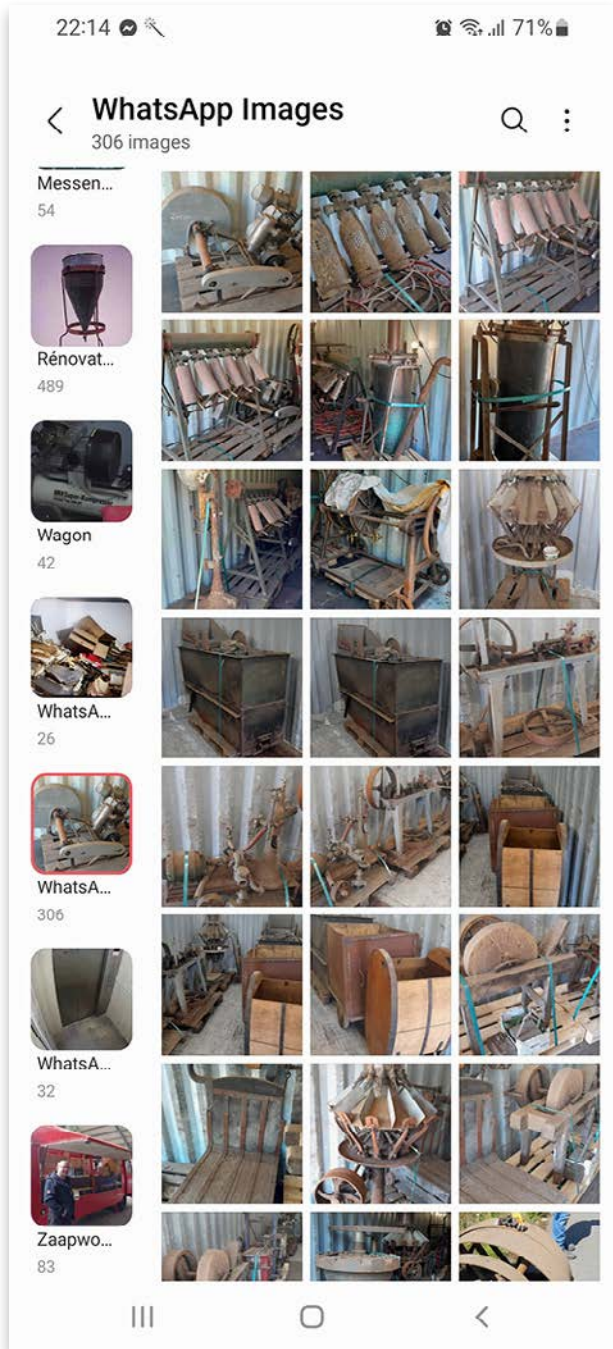 22:14
71%
WhatsApp Images
306 images
Messen...
54
Rénovat...
489
Wagon
42
WhatsA...
26
WhatsA...
306
WhatsA...
32
Zaapwo...
83